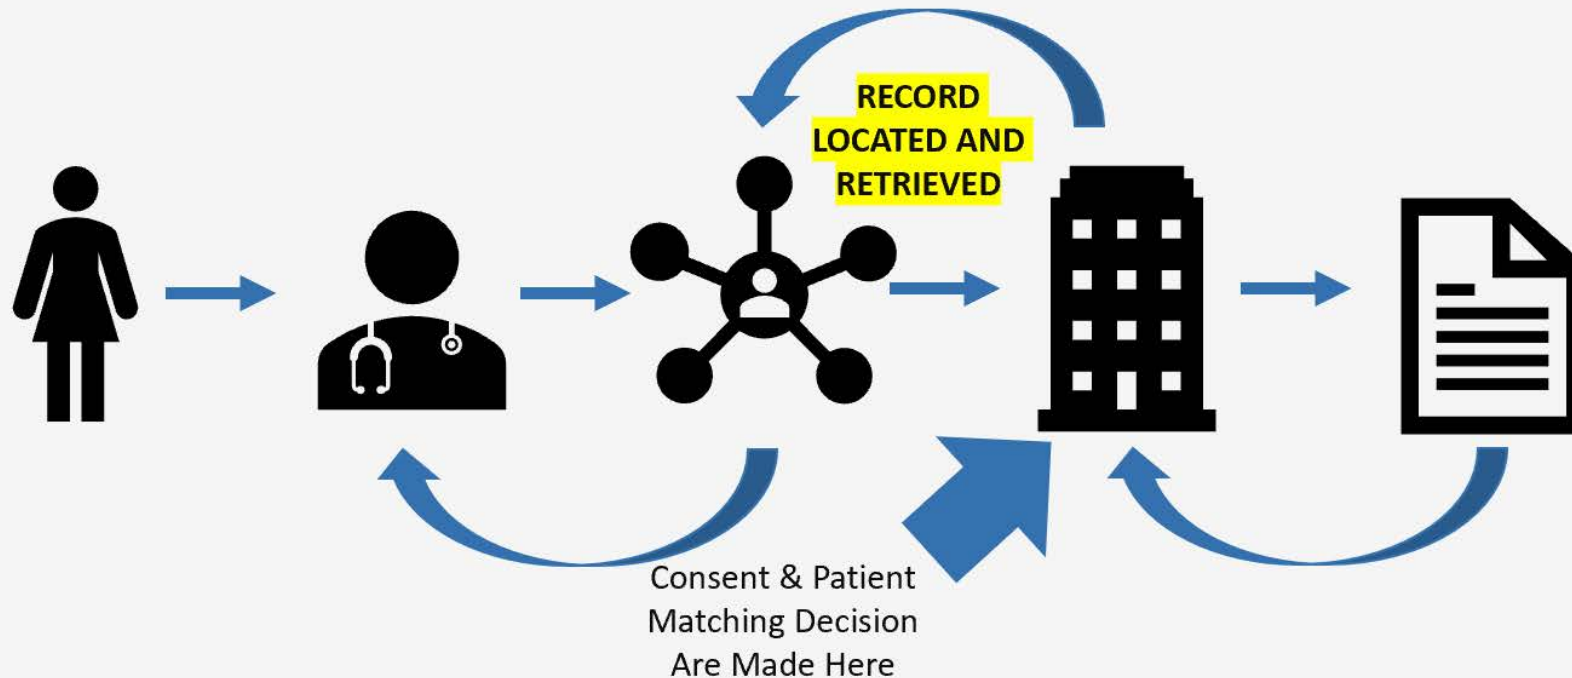 RECORD
LOCATED AND
RETRIEVED
Consent & Patient
Matching Decision
Are Made Here